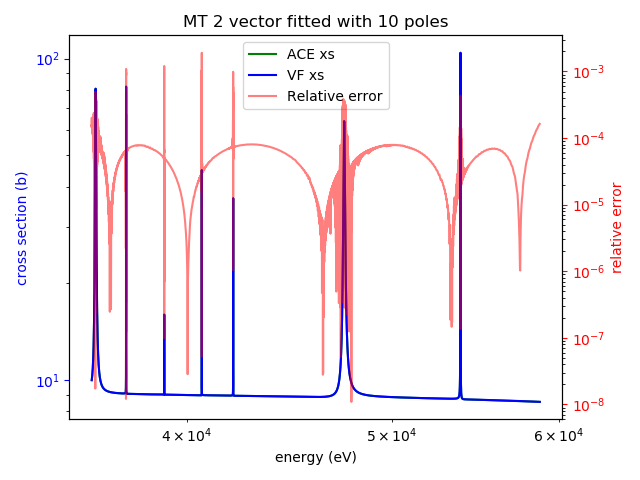 MT 2 vector fitted with 10 poles
ACE xs
VF xs
Relative error
cross section (b)
10²
10¹
relative error
10⁻³
10⁻⁴
10⁻⁵
10⁻⁶
10⁻⁷
10⁻⁸
4 × 10⁴
5 × 10⁴
6 × 10⁴
energy (eV)